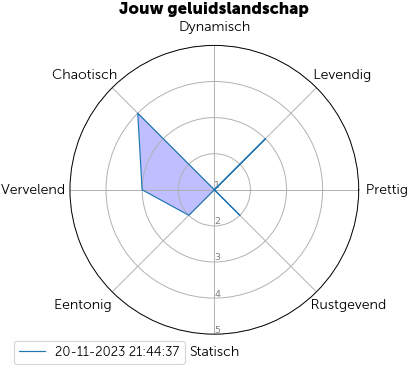 Jouw geluidslandschap
Dynamisch
Chaotisch
Levendig
Vervelend
1
Prettig
2
3
4
5
Eentonig
Rustgevend
20-11-2023 21:44:37
Statisch